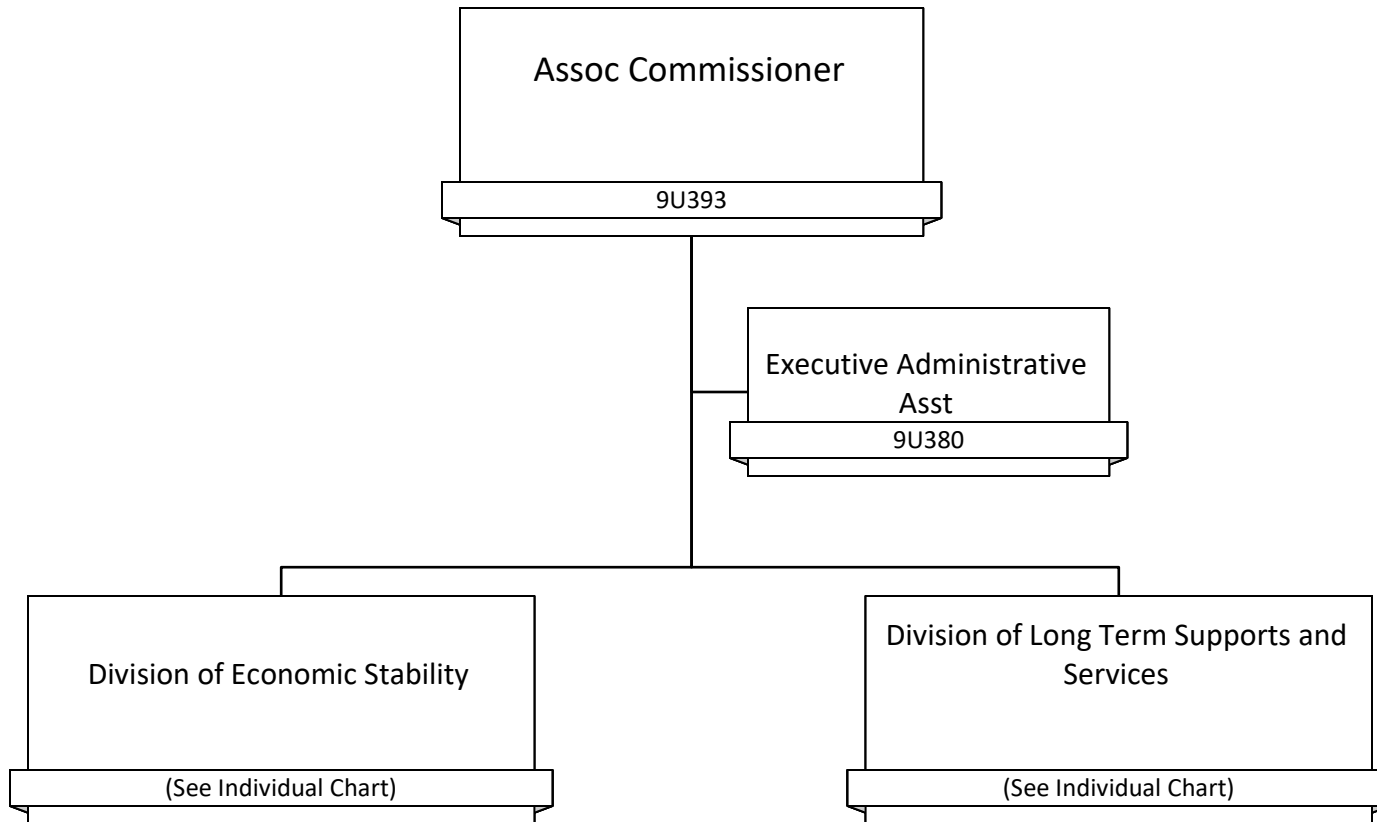 Assoc Commissioner
9U393
Executive Administrative
Asst
9U380
Division of Economic Stability
(See Individual Chart)
Division of Long Term Supports and
Services
(See Individual Chart)